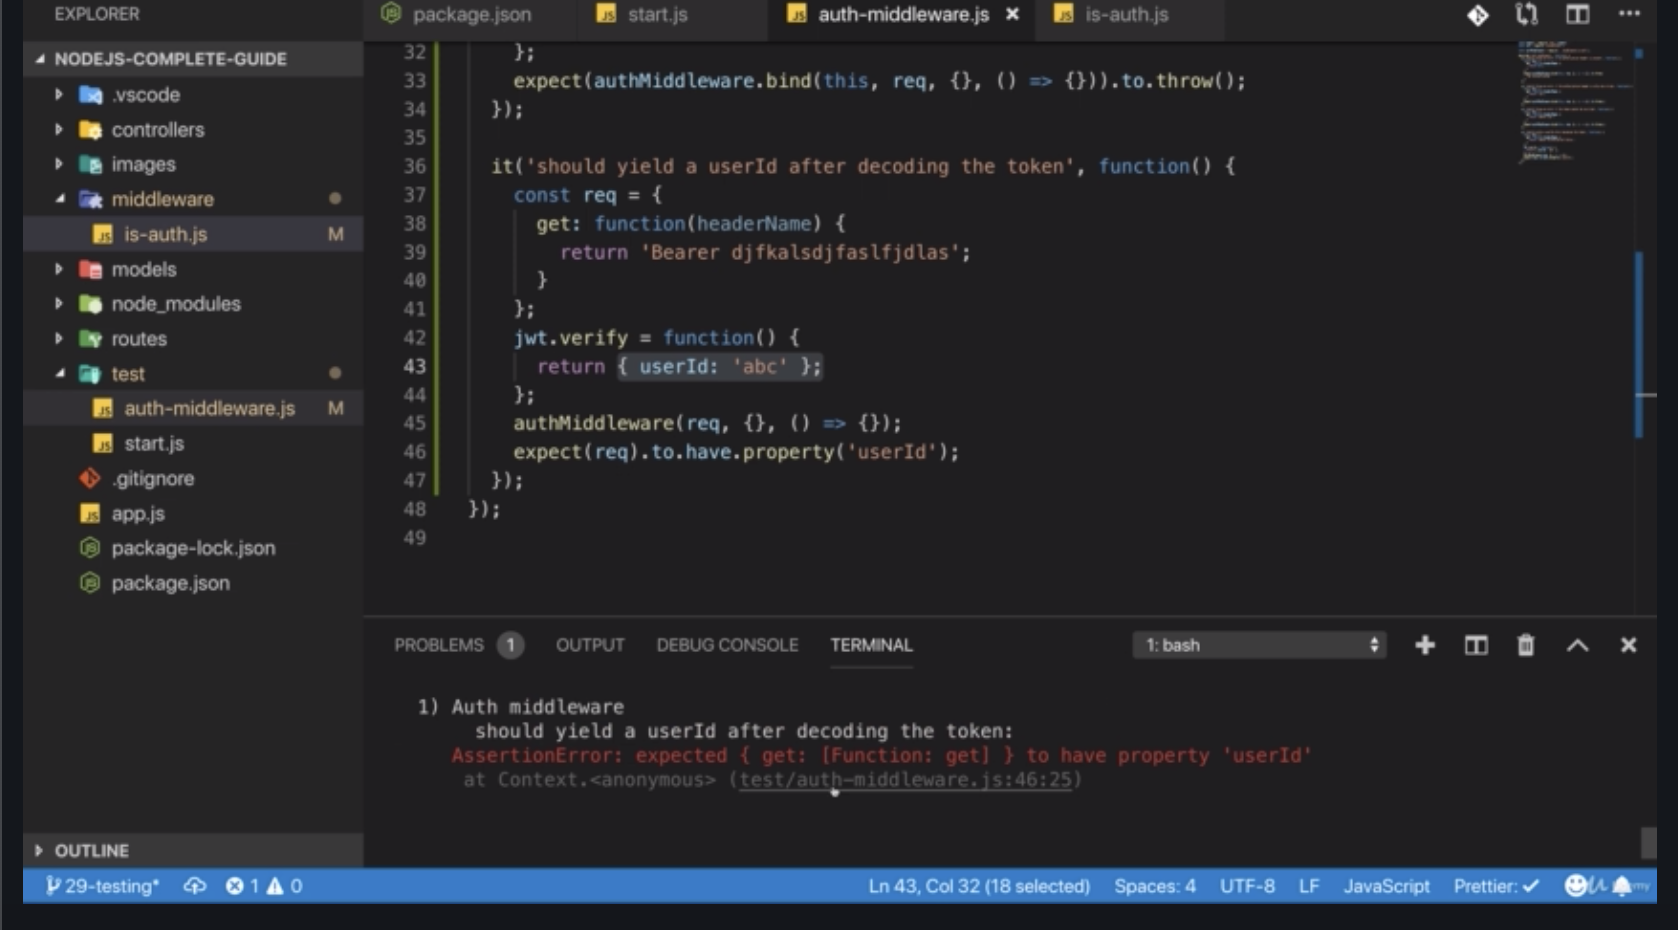 EXPLORER
package.json
start.js
auth-middleware.js
is-auth.js
NODEJS-COMPLETE-GUIDE
.vscode
controllers
images
middleware
is-auth.js M
models
node_modules
routes
test
auth-middleware.js M
start.js
.gitignore
app.js
package-lock.json
package.json
OUTLINE
32 };
33 expect(authMiddleware.bind(this, req, {}, () => {})).to.throw();
34 });
35
36 it('should yield a userId after decoding the token', function() {
37 const req = {
38 get: function(headerName) {
39 return 'Bearer djfkalsdjfaslfjdlas';
40 }
41 };
42 jwt.verify = function() {
43 return { userId: 'abc' };
44 };
45 authMiddleware(req, {}, () => {});
46 expect(req).to.have.property('userId');
47 });
48 });
49
PROBLEMS 1 OUTPUT DEBUG CONSOLE TERMINAL 1: bash
1) Auth middleware
should yield a userId after decoding the token:
AssertionError: expected { get: [Function: get] } to have property 'userId'
at Context.<anonymous> (test/auth-middleware.js:46:25)
29-testing* 1 0 Ln 43, Col 32 (18 selected) Spaces: 4 UTF-8 LF JavaScript Prettier: ✓